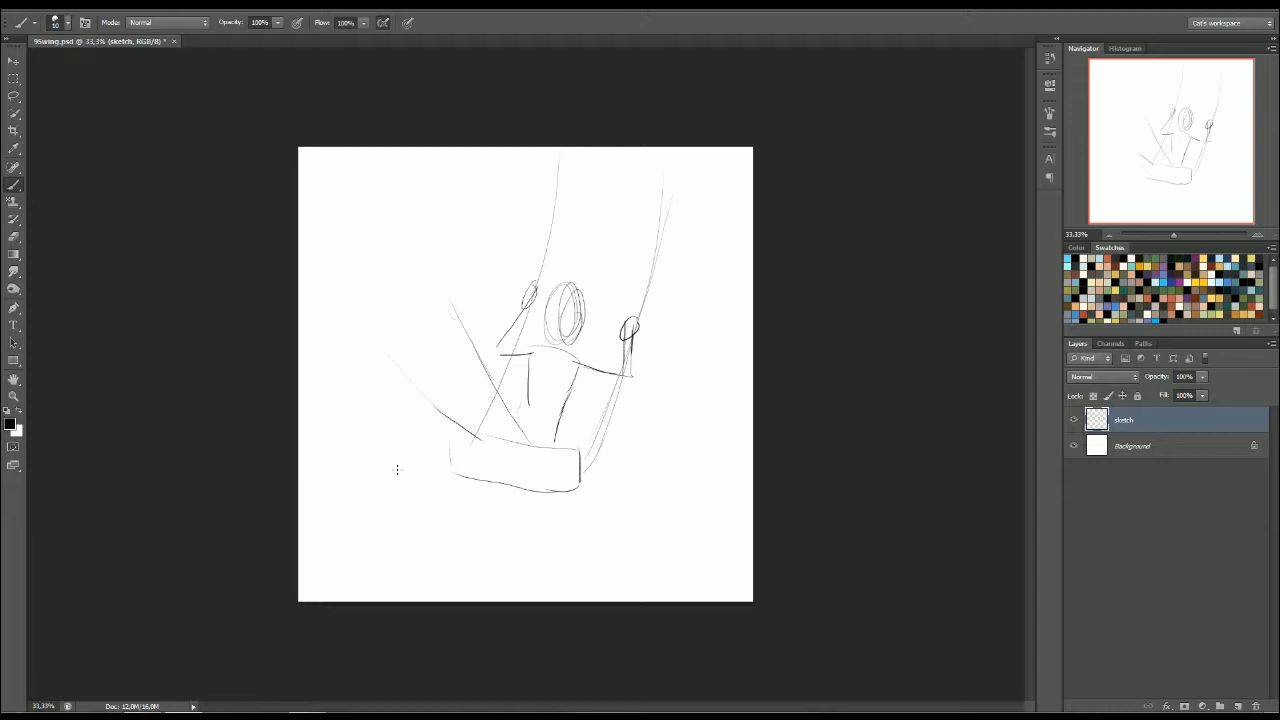 10
Mode:
Normal
Opacity:
100%
Flow:
100%
Cat's workspace
9Swing.psd @ 33,3% (sketch, RGB/8) *
Navigator
Histogram
33.33%
Color
Swatches
Layers
Channels
Paths
Kind
Normal
Opacity:
100%
Lock:
Fill:
100%
sketch
Background
33,33%
Doc: 12,0M/16,0M